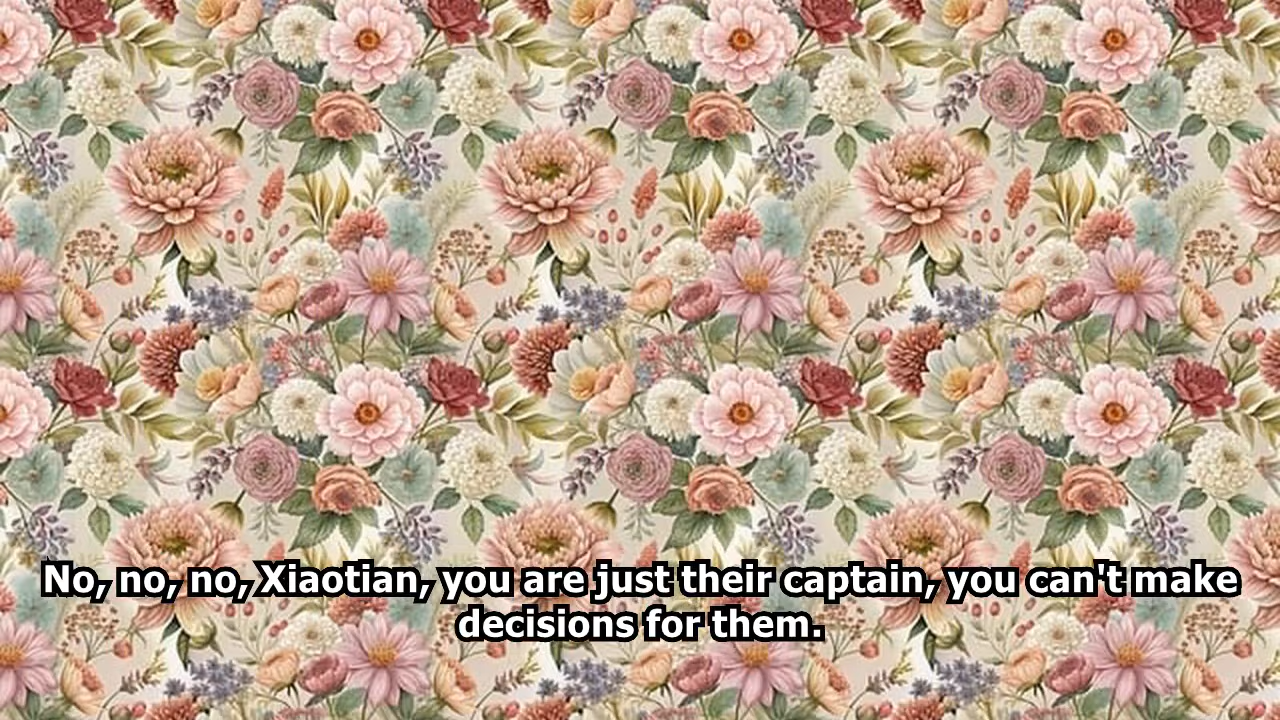 No, no, no, Xiaotian, you are just their captain, you can't make
decisions for them.